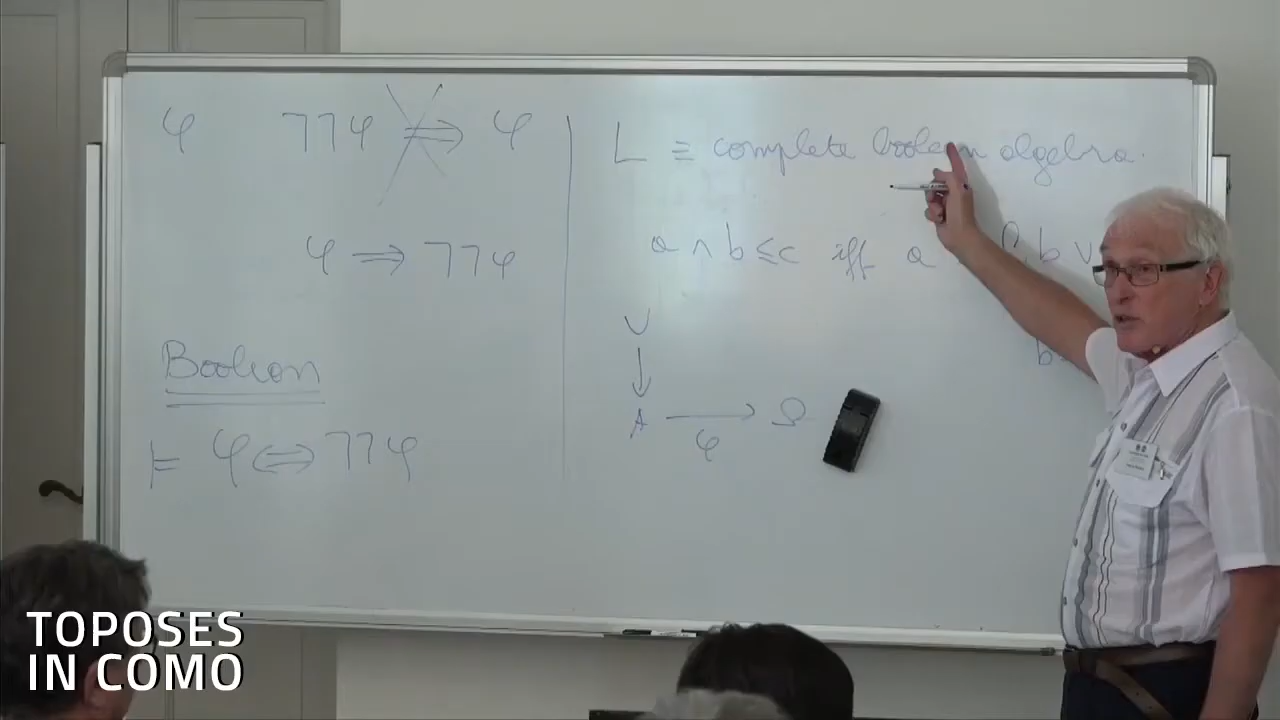 φ ¬¬φ ⇏ φ
φ ⇒ ¬¬φ
Boolean
⊨ φ ⇔ ¬¬φ
L ≡ complete boolean algebra.
a ∧ b ≤ c iff a
b ∨
b
U
↓
A → Ω
φ
TOPOSES
IN COMO